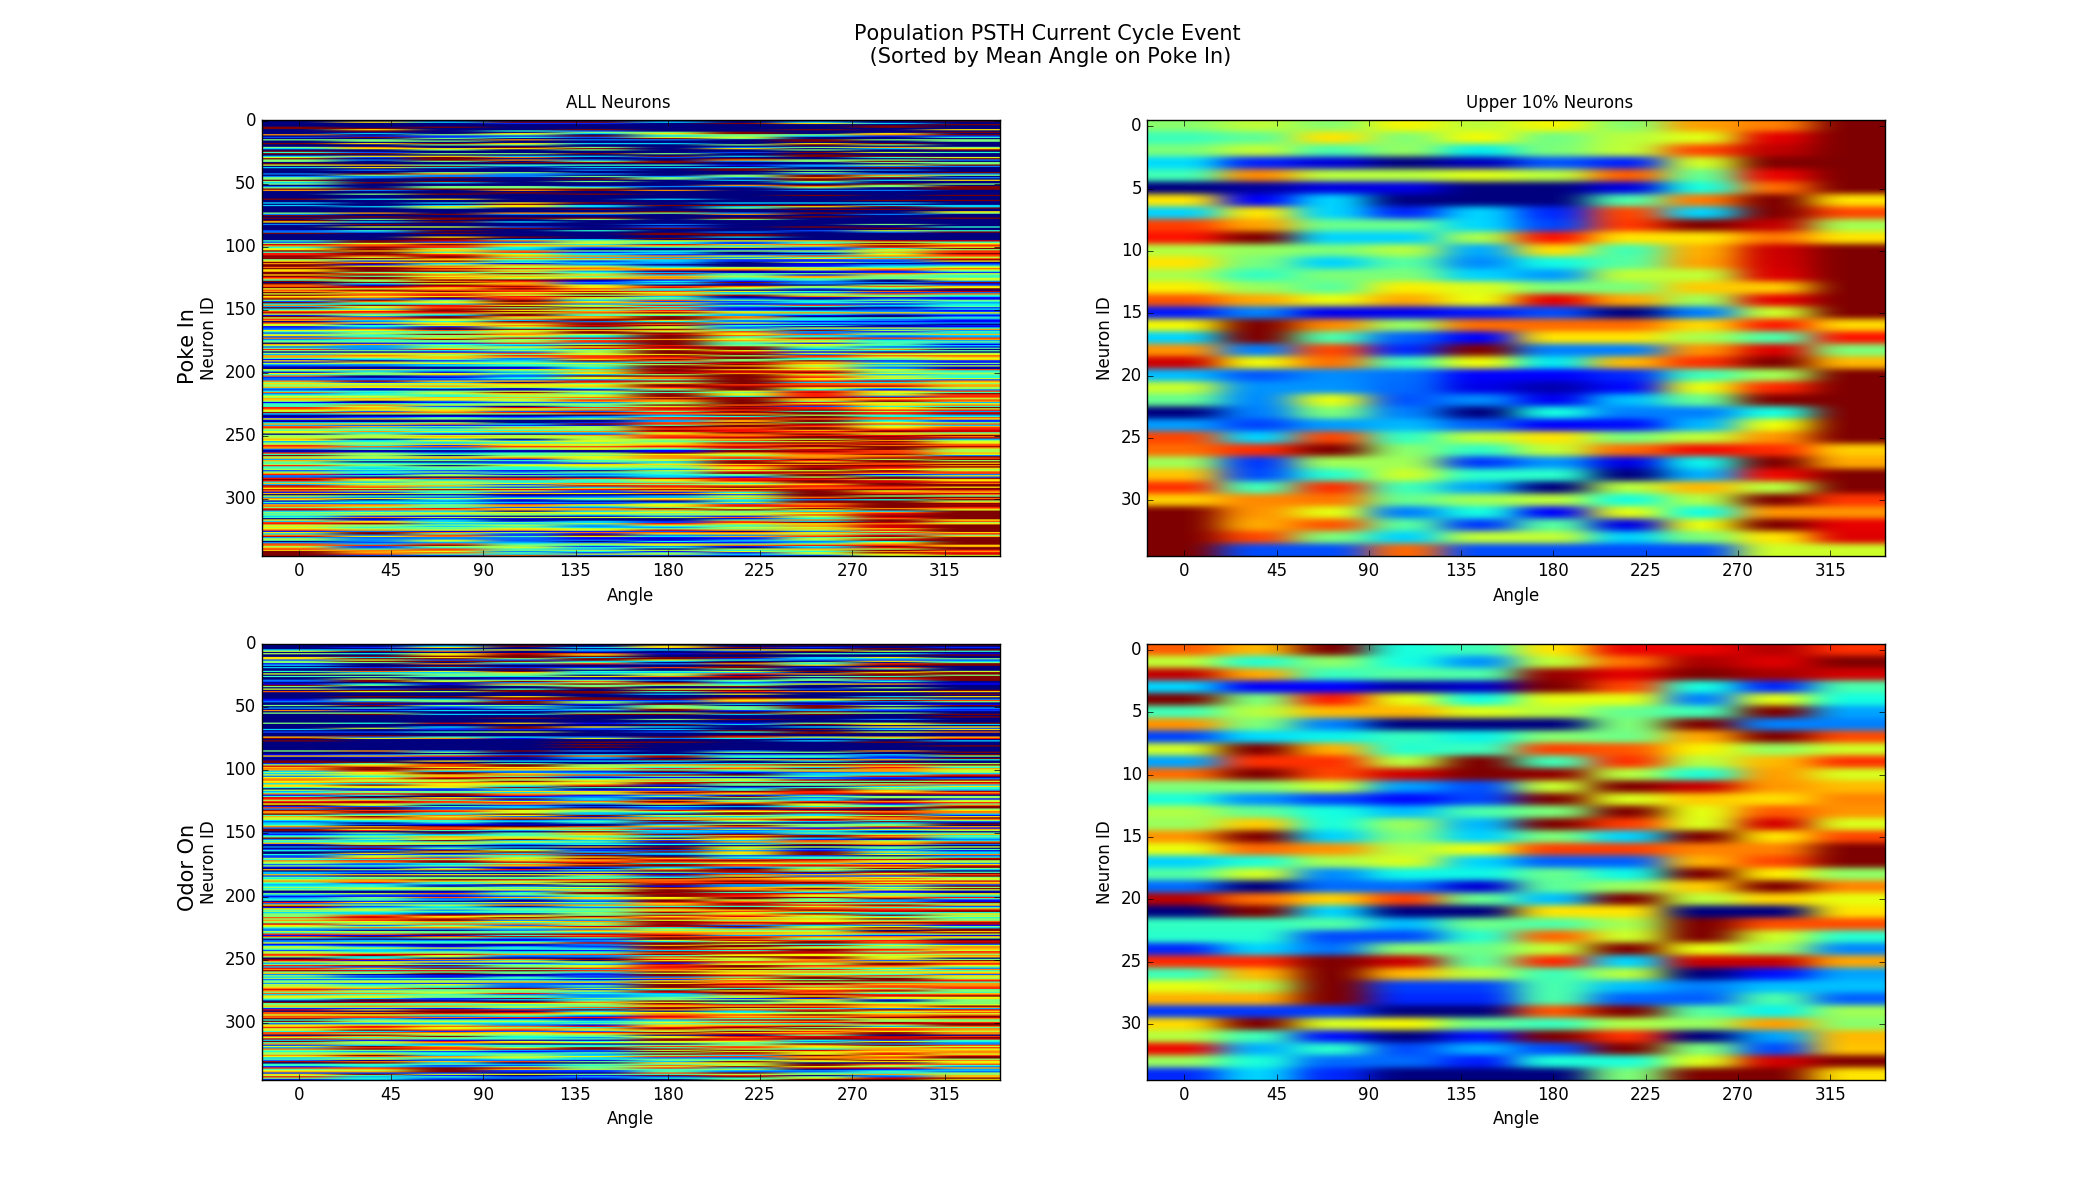 Population PSTH Current Cycle Event
(Sorted by Mean Angle on Poke In)
ALL Neurons
Upper 10% Neurons
Poke In
Neuron ID
0
50
100
150
200
250
300
0 45 90 135 180 225 270 315
Angle
Neuron ID
0
5
10
15
20
25
30
0 45 90 135 180 225 270 315
Angle
Odor On
Neuron ID
0
50
100
150
200
250
300
0 45 90 135 180 225 270 315
Angle
Neuron ID
0
5
10
15
20
25
30
0 45 90 135 180 225 270 315
Angle